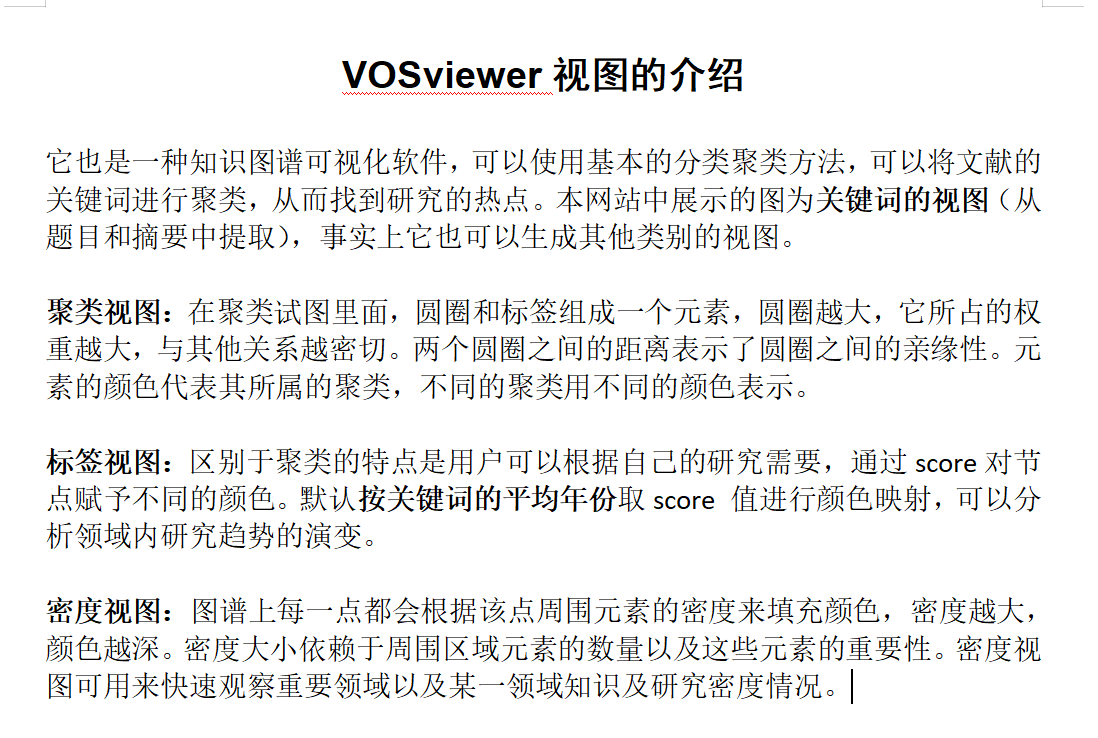 VOSviewer 视图的介绍
它也是一种知识图谱可视化软件，可以使用基本的分类聚类方法，可以将文献的
关键词进行聚类，从而找到研究的热点。本网站中展示的图为关键词的视图（从
题目和摘要中提取），事实上它也可以生成其他类别的视图。
聚类视图：在聚类试图里面，圆圈和标签组成一个元素，圆圈越大，它所占的权
重越大，与其他关系越密切。两个圆圈之间的距离表示了圆圈之间的亲缘性。元
素的颜色代表其所属的聚类，不同的聚类用不同的颜色表示。
标签视图：区别于聚类的特点是用户可以根据自己的研究需要，通过 score 对节
点赋予不同的颜色。默认按关键词的平均年份取 score 值进行颜色映射，可以分
析领域内研究趋势的演变。
密度视图：图谱上每一点都会根据该点周围元素的密度来填充颜色，密度越大，
颜色越深。密度大小依赖于周围区域元素的数量以及这些元素的重要性。密度视
图可用来快速观察重要领域以及某一领域知识及研究密度情况。